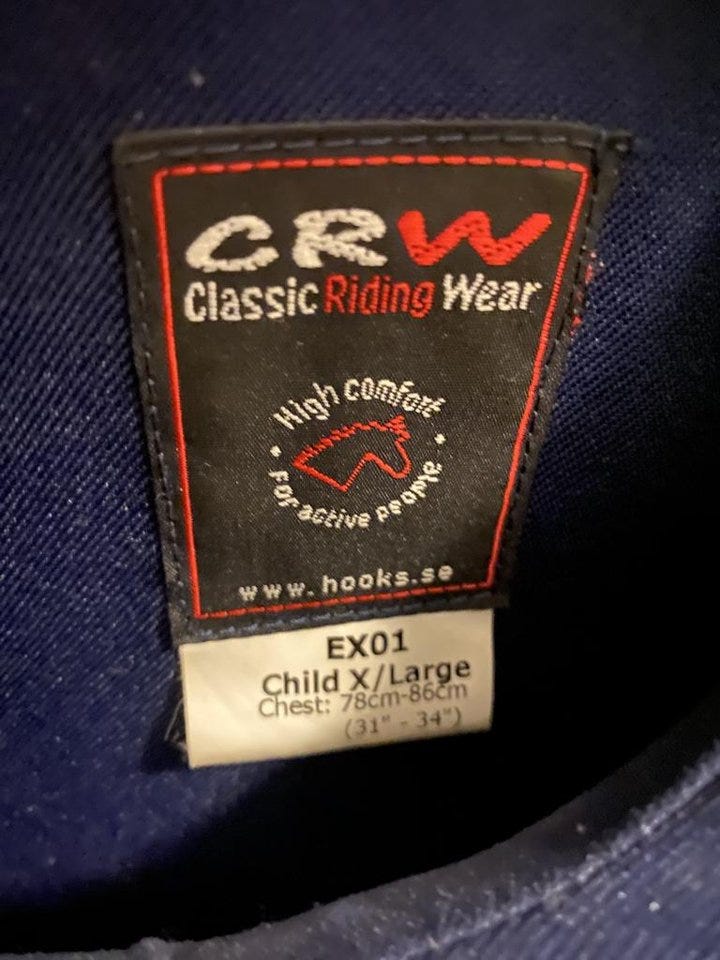 CRW
Classic Riding Wear
High comfort
For active people
www.hooks.se
EX01
Child X/Large
Chest: 78cm-86cm
(31" - 34")